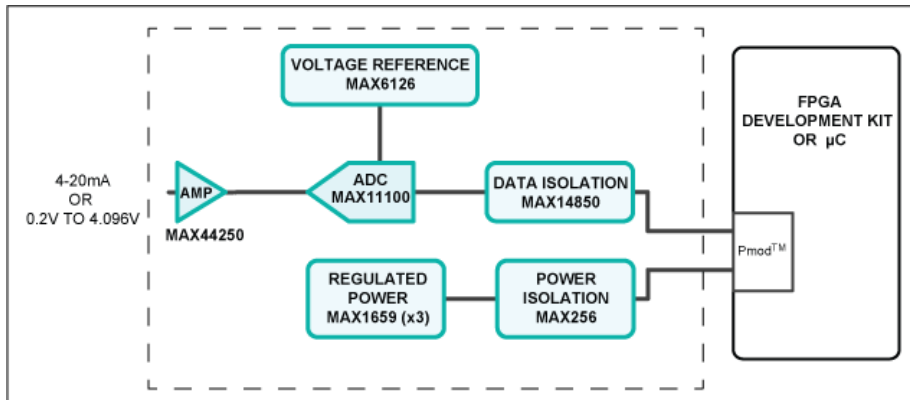 VOLTAGE REFERENCE
MAX6126
FPGA
DEVELOPMENT KIT
OR µC
4-20mA
OR
0.2V TO 4.096V
AMP
MAX44250
ADC
MAX11100
DATA ISOLATION
MAX14850
Pmod™
REGULATED
POWER
MAX1659 (x3)
POWER
ISOLATION
MAX256